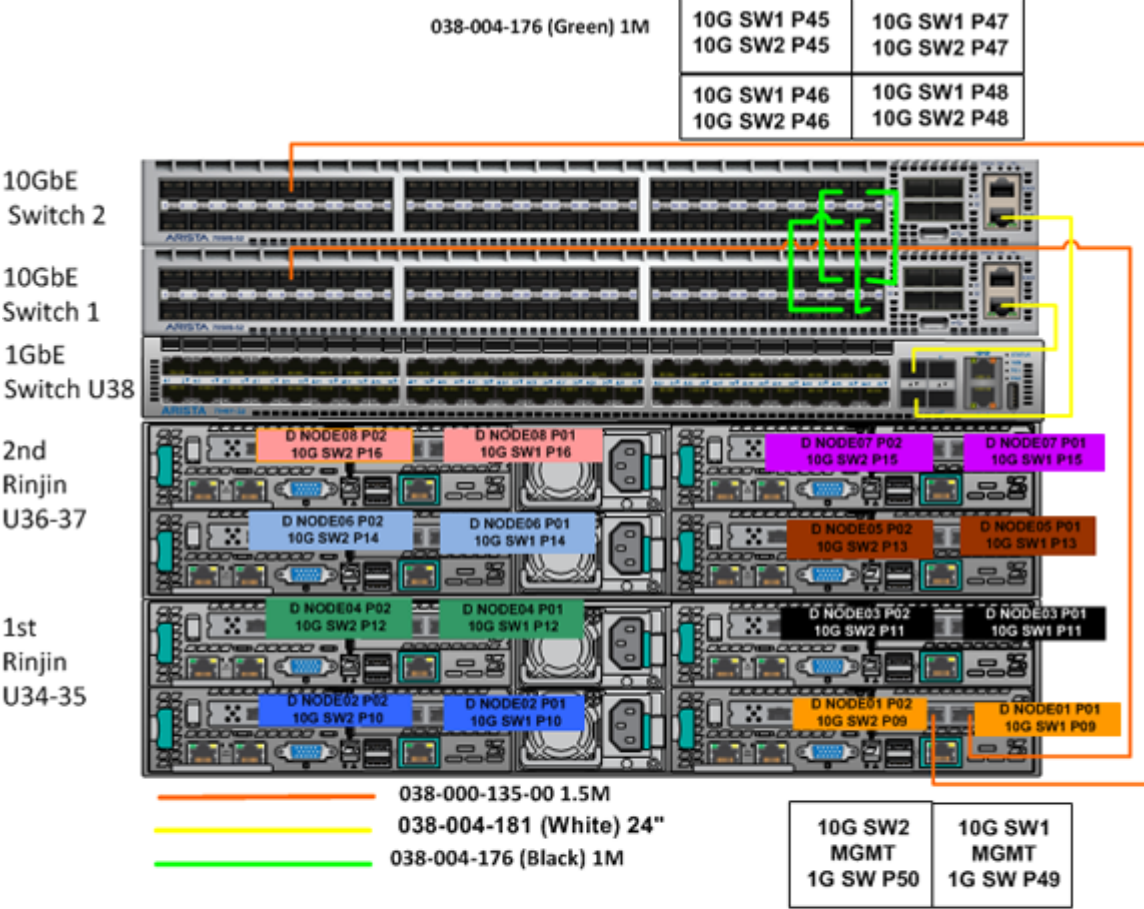 038-004-176 (Green) 1M
10G SW1 P45
10G SW2 P45
10G SW1 P47
10G SW2 P47
10G SW1 P46
10G SW2 P46
10G SW1 P48
10G SW2 P48
10GbE
Switch 2
ARISTA
10GbE
Switch 1
ARISTA
1GbE
Switch U38
ARISTA
2nd
Rinjin
U36-37
D NODE08 P02
10G SW2 P16
D NODE08 P01
10G SW1 P16
D NODE07 P02
10G SW2 P15
D NODE07 P01
10G SW1 P15
D NODE06 P02
10G SW2 P14
D NODE06 P01
10G SW1 P14
D NODE05 P02
10G SW2 P13
D NODE05 P01
10G SW1 P13
1st
Rinjin
U34-35
D NODE04 P02
10G SW2 P12
D NODE04 P01
10G SW1 P12
D NODE03 P02
10G SW2 P11
D NODE03 P01
10G SW1 P11
D NODE02 P02
10G SW2 P10
D NODE02 P01
10G SW1 P10
D NODE01 P02
10G SW2 P09
D NODE01 P01
10G SW1 P09
038-000-135-00 1.5M
038-004-181 (White) 24"
038-004-176 (Black) 1M
10G SW2
MGMT
1G SW P50
10G SW1
MGMT
1G SW P49